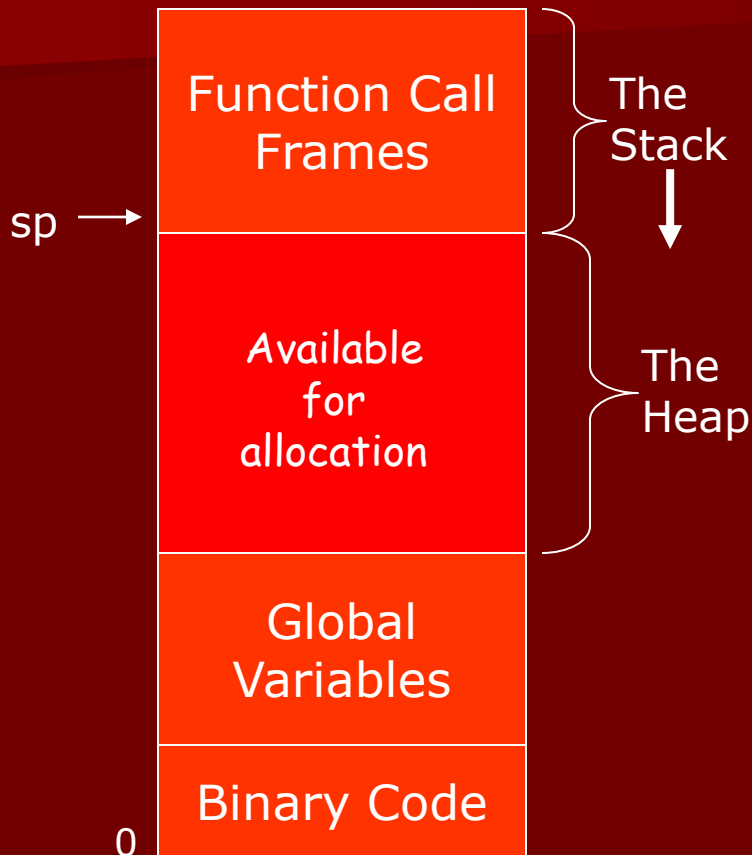 Function Call
Frames
The
Stack
sp
Available
for
allocation
The
Heap
Global
Variables
Binary Code
0